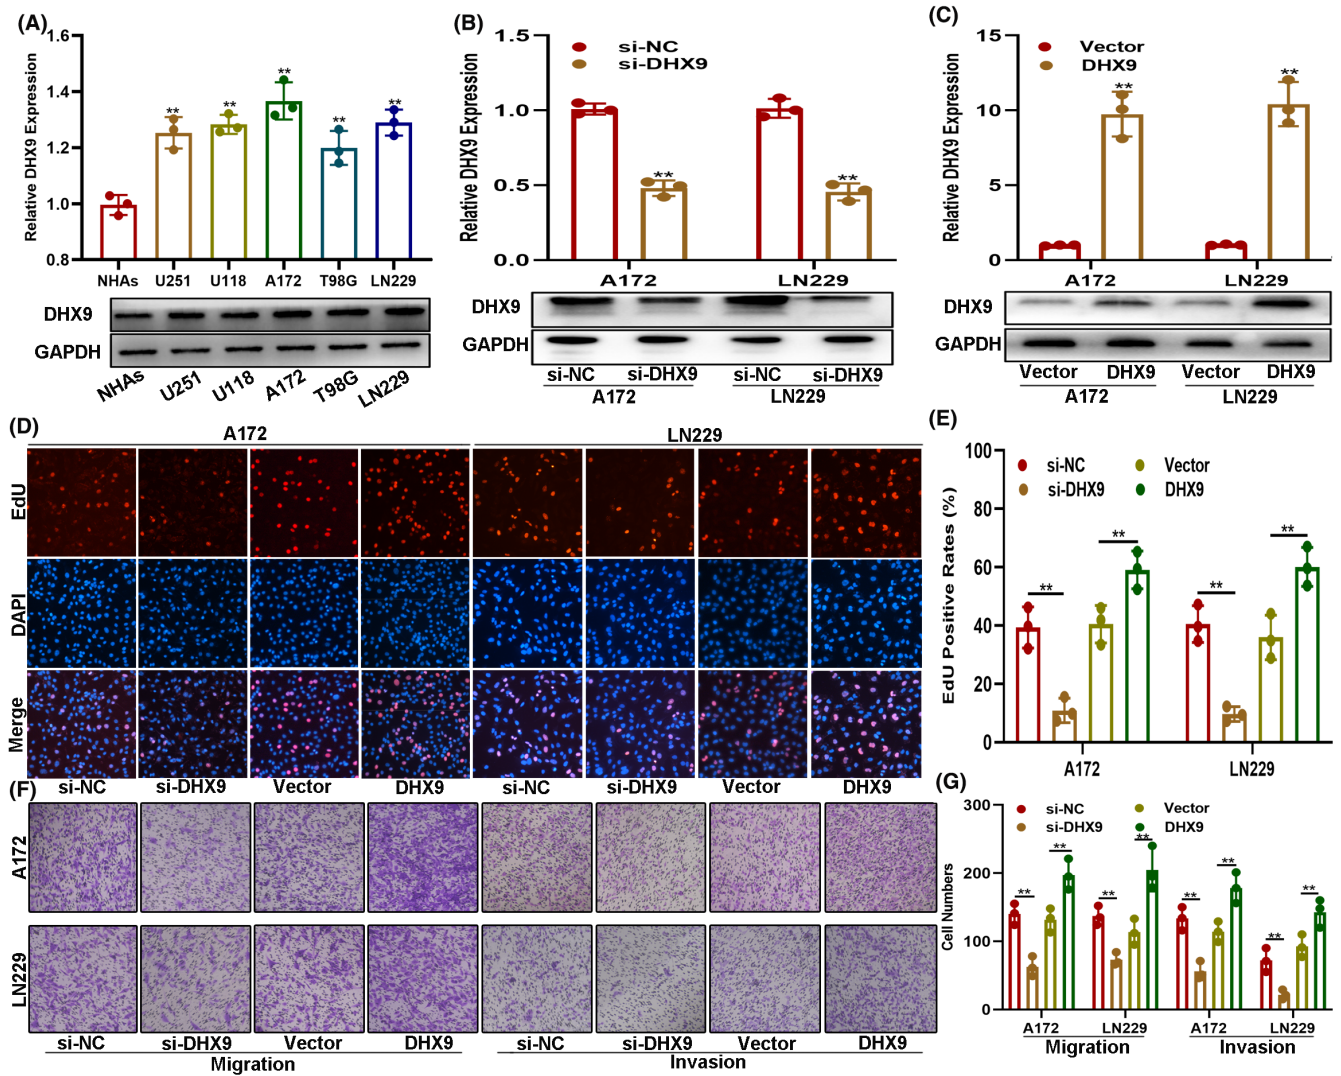 (A)
Relative DHX9 Expression
1.6
1.4
1.2
1.0
0.8
**
**
**
**
**
NHAs U251 U118 A172 T98G LN229
DHX9
GAPDH
NHAs U251 U118 A172 T98G LN229
(B)
Relative DHX9 Expression
1.5
1.0
0.5
0.0
si-NC
si-DHX9
**
**
A172 LN229
DHX9
GAPDH
si-NC si-DHX9 si-NC si-DHX9
A172 LN229
(C)
Relative DHX9 Expression
15
10
5
0
Vector
DHX9
**
**
A172 LN229
DHX9
GAPDH
Vector DHX9 Vector DHX9
A172 LN229
(D)
A172 LN229
EdU
DAPI
Merge
si-NC si-DHX9 Vector DHX9 si-NC si-DHX9 Vector DHX9
(E)
EdU Positive Rates (%)
100
80
60
40
20
0
si-NC Vector
si-DHX9 DHX9
**
**
**
**
A172 LN229
(F)
A172
LN229
si-NC si-DHX9 Vector DHX9 si-NC si-DHX9 Vector DHX9
Migration Invasion
(G)
Cell Numbers
300
200
100
0
si-NC Vector
si-DHX9 DHX9
**
**
**
**
**
**
**
**
A172 LN229 A172 LN229
Migration Invasion